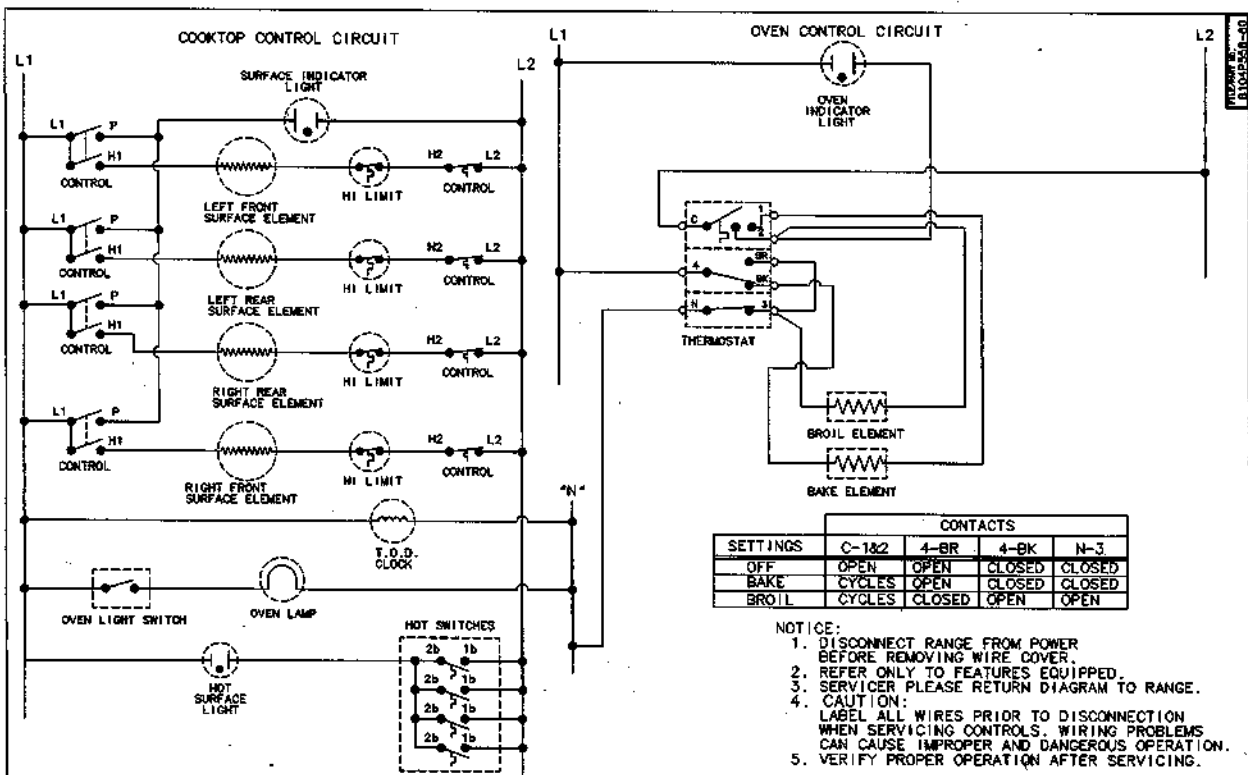 COOKTOP CONTROL CIRCUIT
L1
L2
SURFACE INDICATOR
LIGHT
L1
P
H1
CONTROL
LEFT FRONT
SURFACE ELEMENT
HI LIMIT
H2
L2
CONTROL
L1
P
H1
CONTROL
LEFT REAR
SURFACE ELEMENT
HI LIMIT
H2
L2
CONTROL
L1
P
H1
CONTROL
RIGHT REAR
SURFACE ELEMENT
HI LIMIT
H2
L2
CONTROL
L1
P
H1
CONTROL
RIGHT FRONT
SURFACE ELEMENT
HI LIMIT
H2
L2
CONTROL
"N"
T.O.D.
CLOCK
OVEN LIGHT SWITCH
OVEN LAMP
HOT
SURFACE
LIGHT
HOT SWITCHES
2b 1b
2b 1b
2b 1b
2b 1b
OVEN CONTROL CIRCUIT
L1
L2
OVEN
INDICATOR
LIGHT
C
1
2
4
BR
BK
N
3
THERMOSTAT
BROIL ELEMENT
BAKE ELEMENT
CONTACTS
SETTINGS C-1&2 4-BR 4-BK N-3
OFF OPEN OPEN CLOSED CLOSED
BAKE CYCLES OPEN CLOSED CLOSED
BROIL CYCLES CLOSED OPEN OPEN
NOTICE:
1. DISCONNECT RANGE FROM POWER
BEFORE REMOVING WIRE COVER.
2. REFER ONLY TO FEATURES EQUIPPED.
3. SERVICER PLEASE RETURN DIAGRAM TO RANGE.
4. CAUTION:
LABEL ALL WIRES PRIOR TO DISCONNECTION
WHEN SERVICING CONTROLS. WIRING PROBLEMS
CAN CAUSE IMPROPER AND DANGEROUS OPERATION.
5. VERIFY PROPER OPERATION AFTER SERVICING.